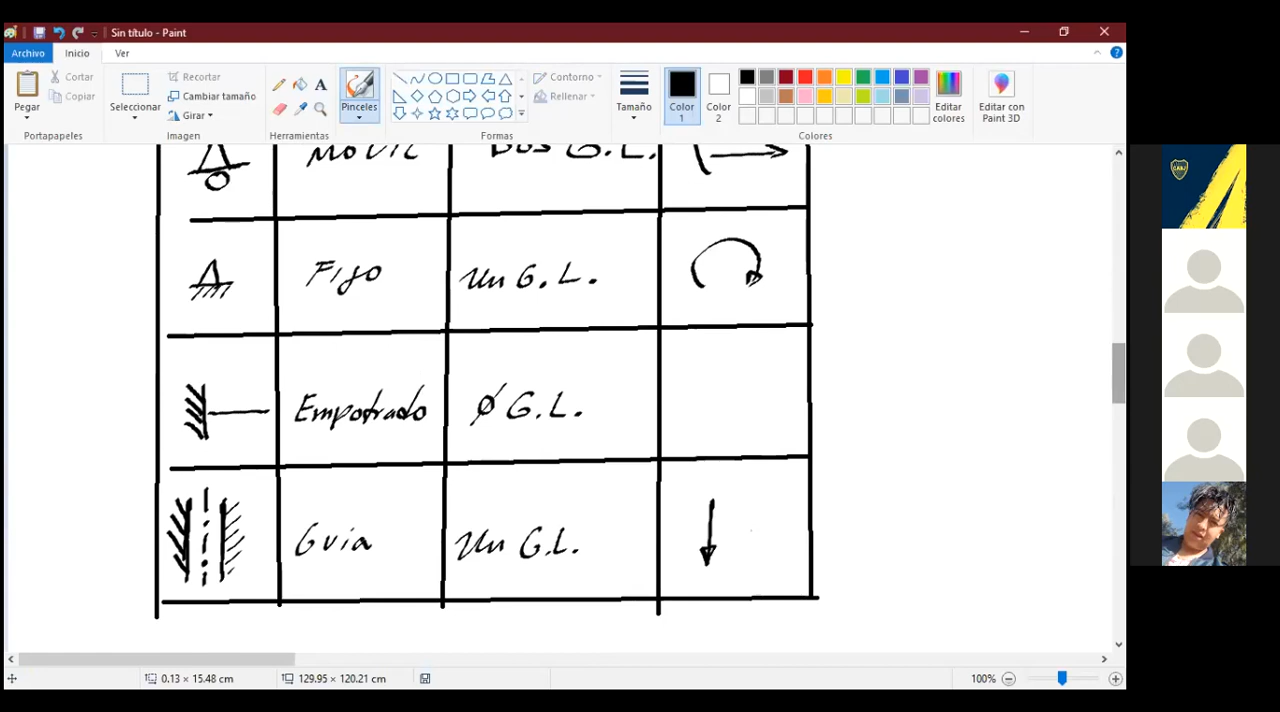 Sin título - Paint
Archivo Inicio Ver
Pegar
Cortar
Copiar
Portapapeles
Seleccionar
Recortar
Cambiar tamaño
Girar
Imagen
Herramientas
Pinceles
Contorno
Rellenar
Formas
Tamaño
Color 1
Color 2
Editar colores
Editar con Paint 3D
Colores
MOVIL Dos G.L.
Fijo Un G.L.
Empotrado Ø G.L.
Guia Un G.L.
0.13 × 15.48 cm 129.95 × 120.21 cm 100%